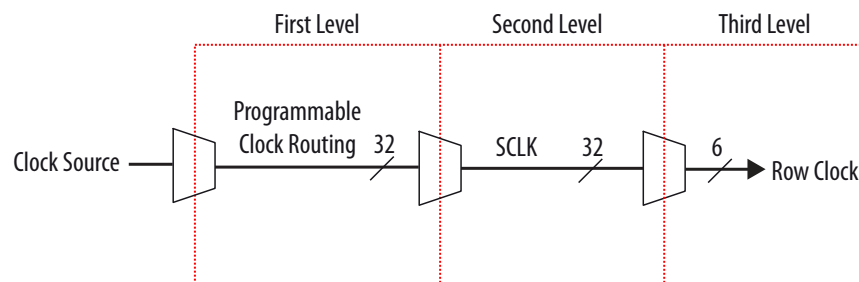 First Level
Second Level
Third Level
Programmable
Clock Routing
32
SCLK
32
6
Clock Source
Row Clock